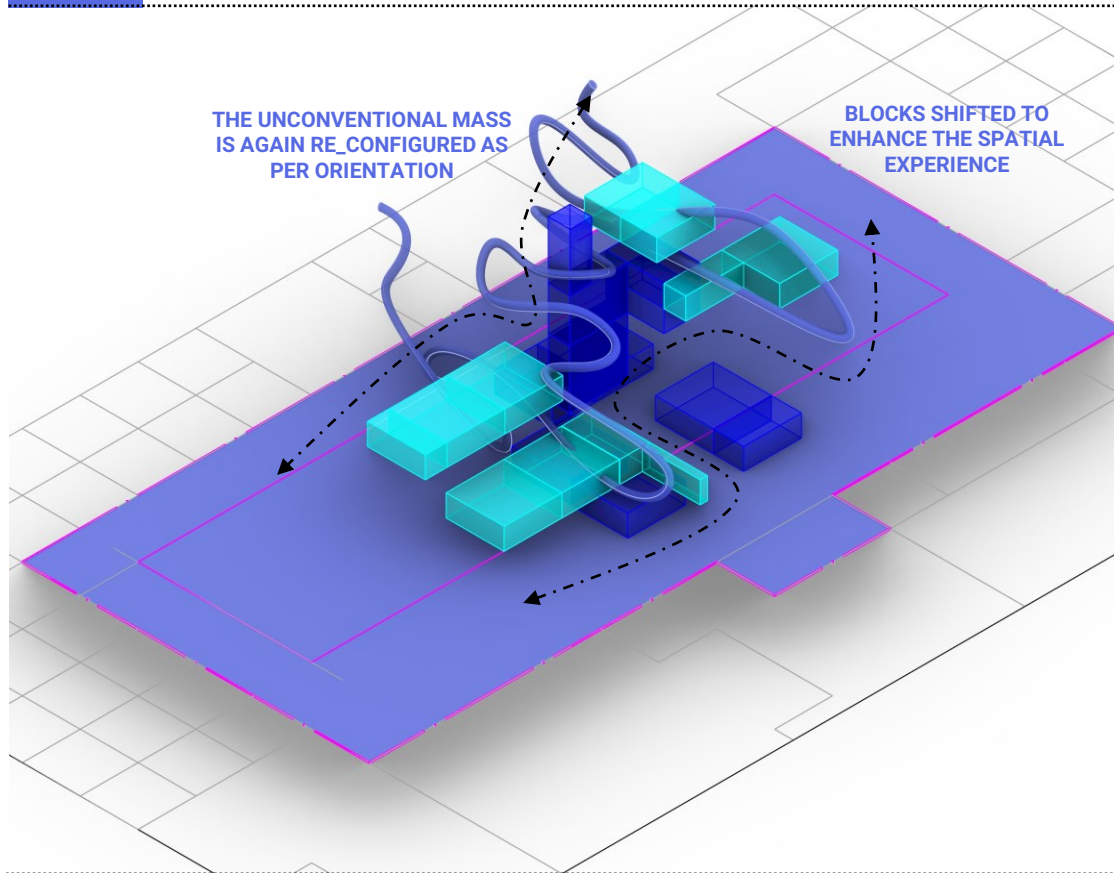 THE UNCONVENTIONAL MASS
IS AGAIN RE_CONFIGURED AS
PER ORIENTATION
BLOCKS SHIFTED TO
ENHANCE THE SPATIAL
EXPERIENCE